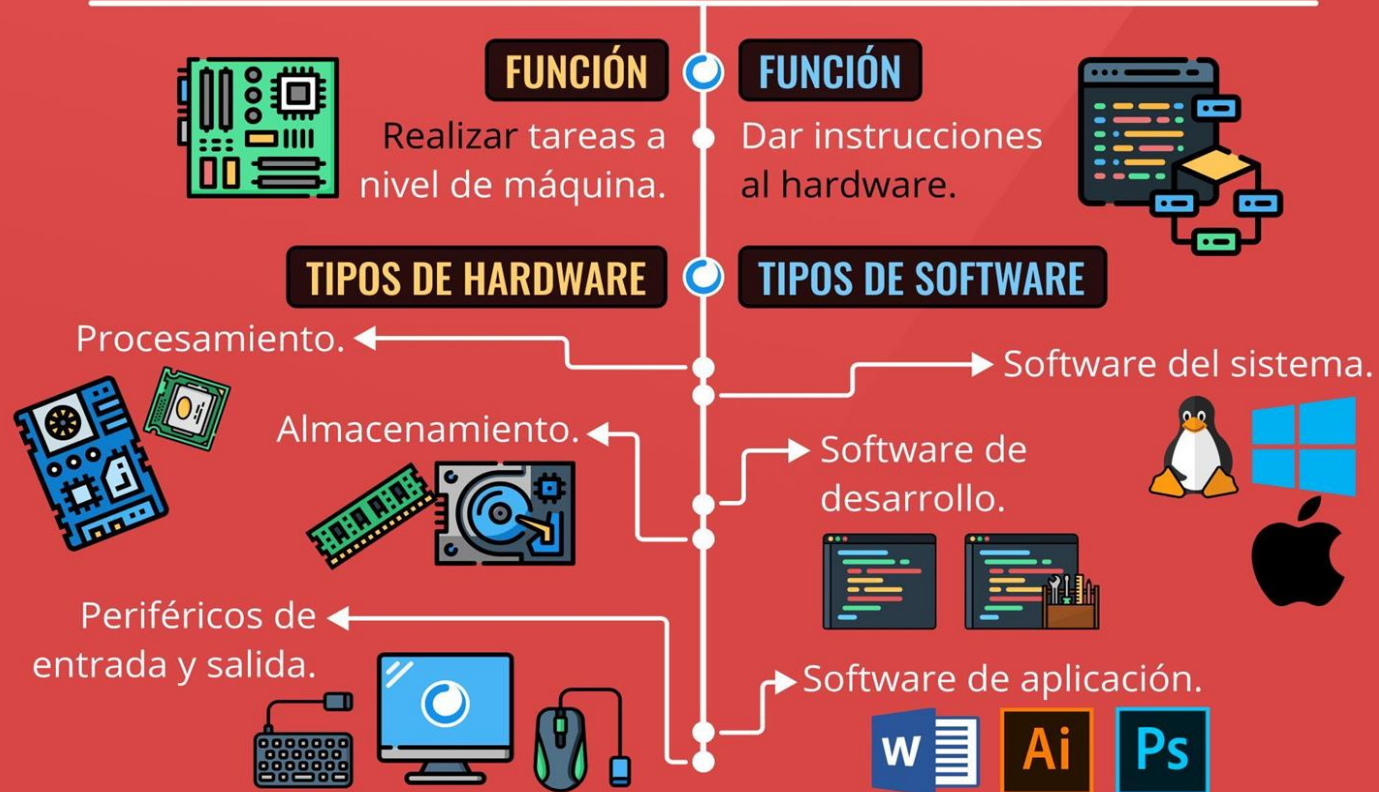 FUNCIÓN
Realizar tareas a
nivel de máquina.
FUNCIÓN
Dar instrucciones
al hardware.
TIPOS DE HARDWARE
Procesamiento.
Almacenamiento.
Periféricos de
entrada y salida.
TIPOS DE SOFTWARE
Software del sistema.
Software de
desarrollo.
Software de aplicación.
W
Ai
Ps